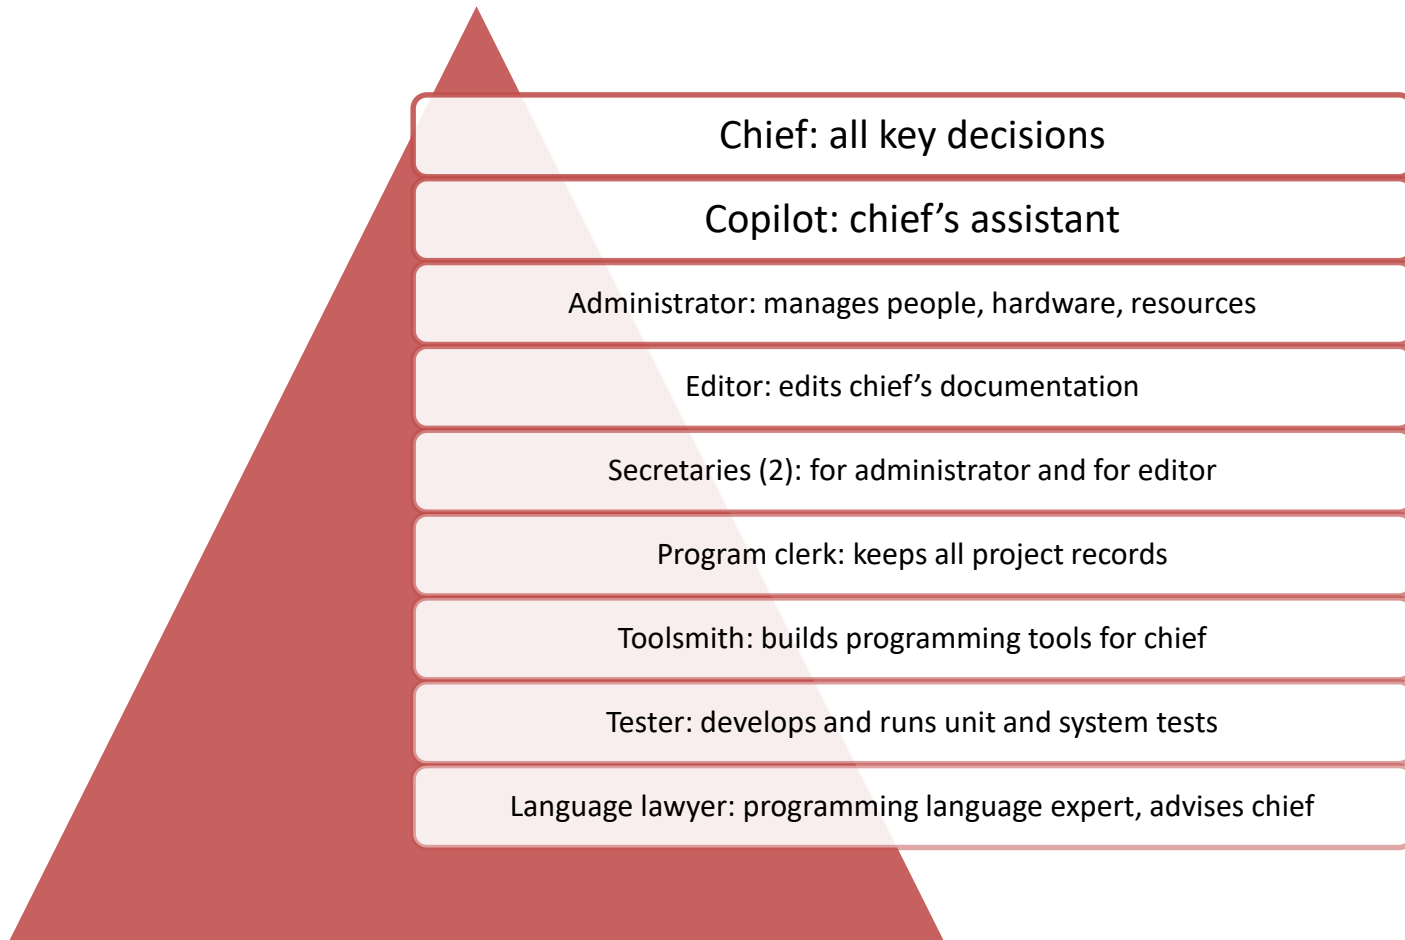 Chief: all key decisions
Copilot: chief’s assistant
Administrator: manages people, hardware, resources
Editor: edits chief’s documentation
Secretaries (2): for administrator and for editor
Program clerk: keeps all project records
Toolsmith: builds programming tools for chief
Tester: develops and runs unit and system tests
Language lawyer: programming language expert, advises chief